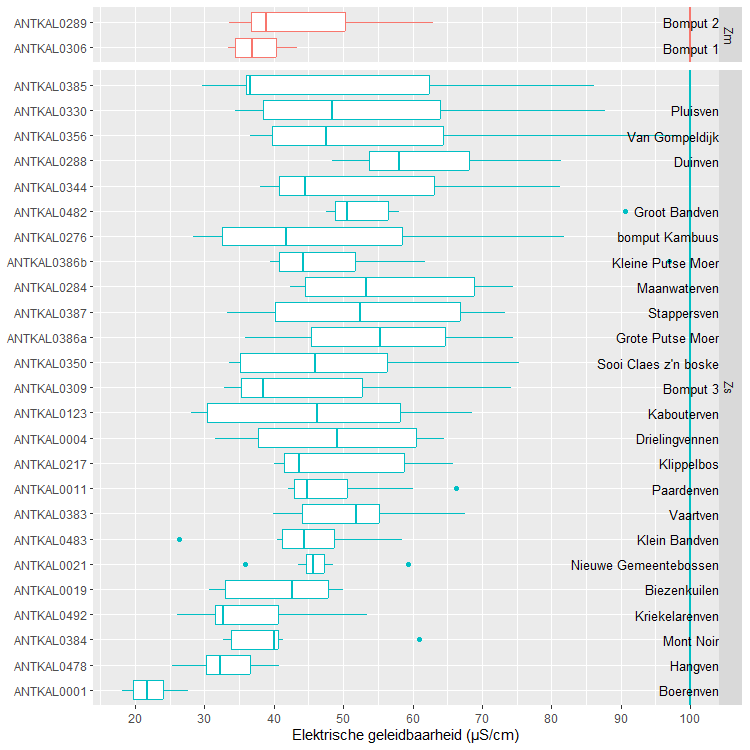 ANTKAL0289 Bomput 2
ANTKAL0306 Bomput 1
Zm
ANTKAL0385
ANTKAL0330 Pluisven
ANTKAL0356 Van Gompeldijk
ANTKAL0288 Duinven
ANTKAL0344
ANTKAL0482 Groot Bandven
ANTKAL0276 bomput Kambuus
ANTKAL0386b Kleine Putse Moer
ANTKAL0284 Maanwaterven
ANTKAL0387 Stappersven
ANTKAL0386a Grote Putse Moer
ANTKAL0350 Sooi Claes z'n boske
ANTKAL0309 Bomput 3
Zs
ANTKAL0123 Kabouterven
ANTKAL0004 Drielingvennen
ANTKAL0217 Klippelbos
ANTKAL0011 Paardenven
ANTKAL0383 Vaartven
ANTKAL0483 Klein Bandven
ANTKAL0021 Nieuwe Gemeentebossen
ANTKAL0019 Biezenkuilen
ANTKAL0492 Kriekelarenven
ANTKAL0384 Mont Noir
ANTKAL0478 Hangven
ANTKAL0001 Boerenven
20 30 40 50 60 70 80 90 100
Elektrische geleidbaarheid (µS/cm)